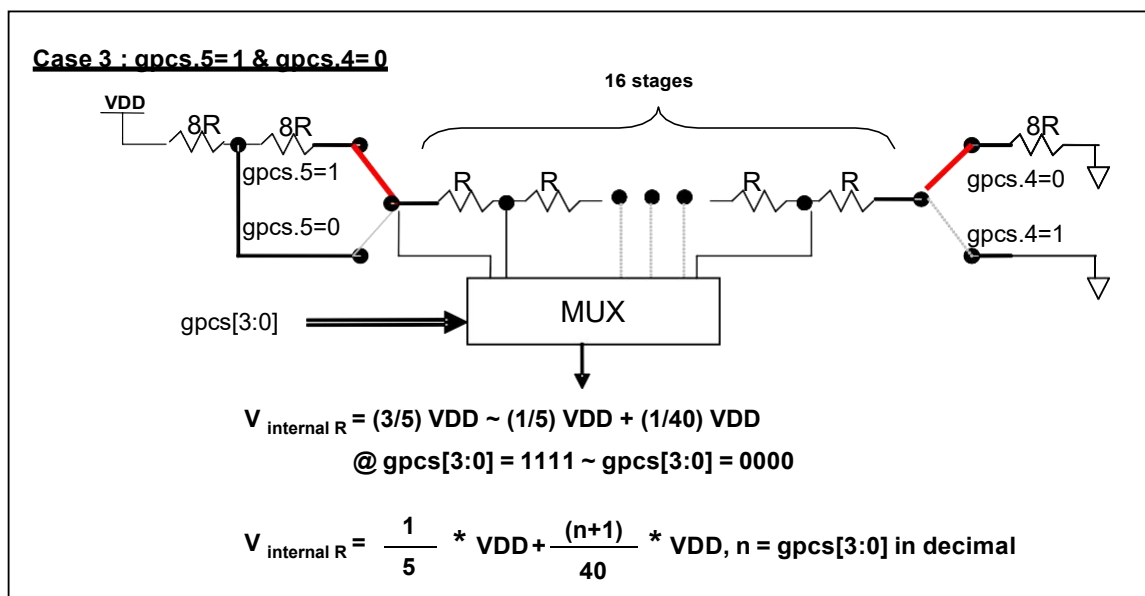 Case 3 : gpcs.5=1 & gpcs.4=0
16 stages
VDD
8R 8R 8R
gpcs.5=1
gpcs.4=0
R R R R
gpcs.5=0
gpcs.4=1
MUX
gpcs[3:0]
V internal R = (3/5) VDD ~ (1/5) VDD + (1/40) VDD
@ gpcs[3:0] = 1111 ~ gpcs[3:0] = 0000
V internal R = 1/5 * VDD + (n+1)/40 * VDD, n = gpcs[3:0] in decimal